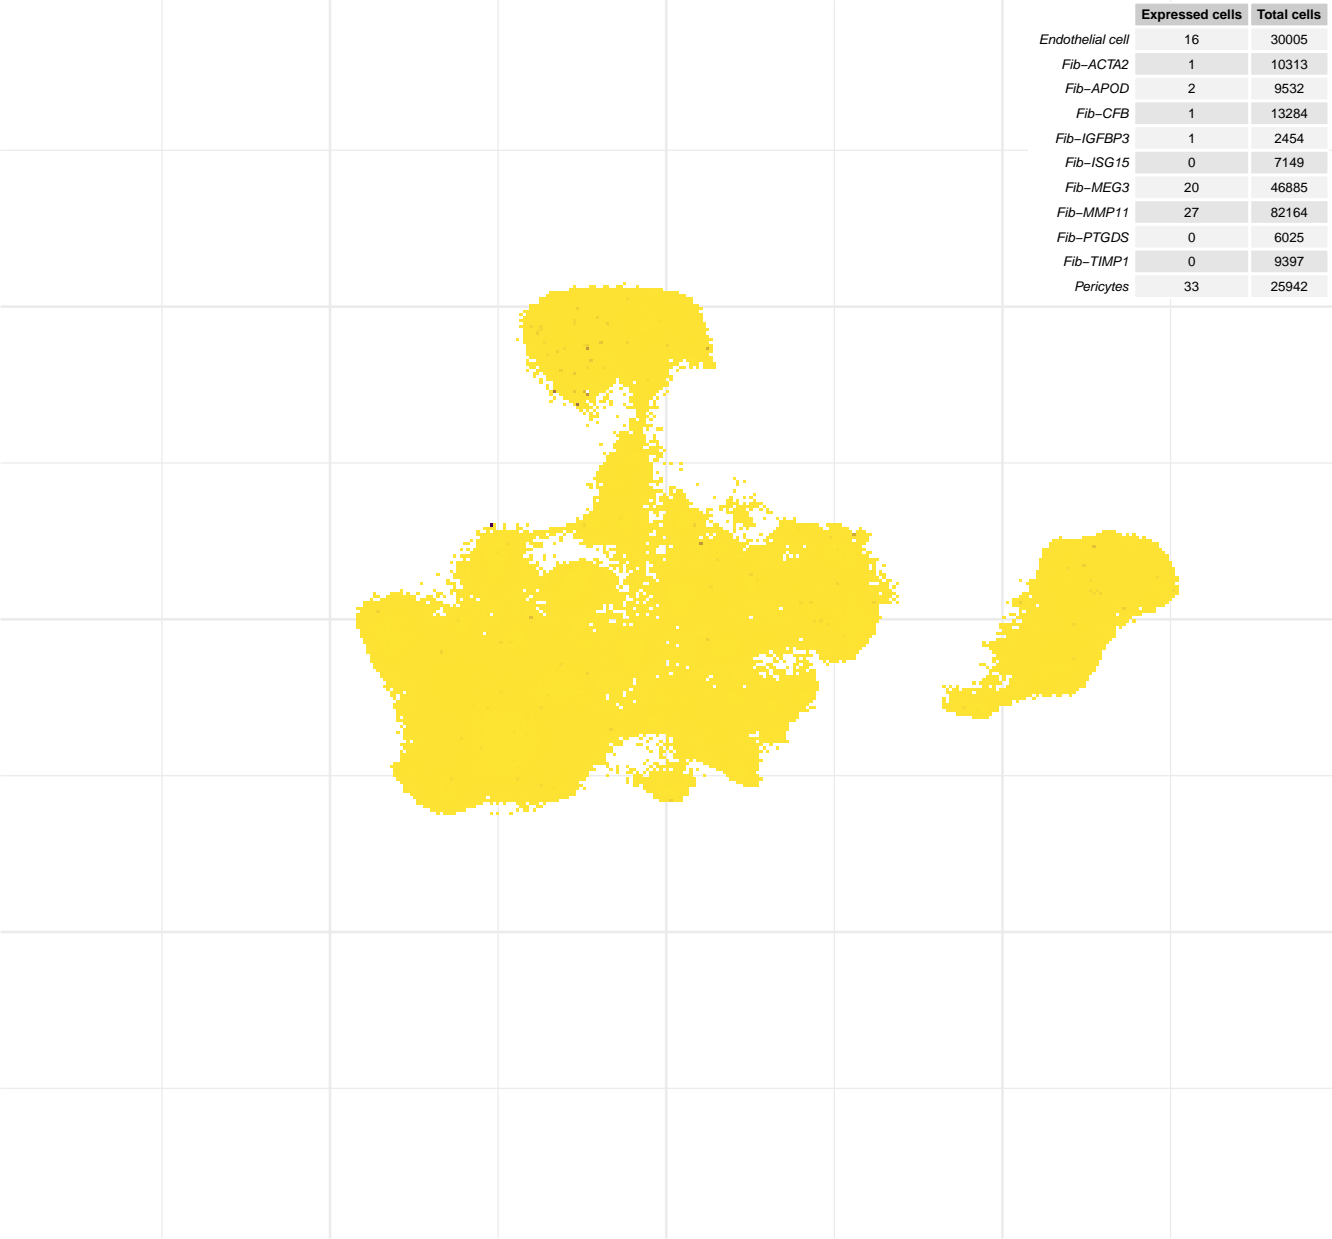 Expressed cells Total cells
Endothelial cell 16 30005
Fib−ACTA2 1 10313
Fib−APOD 2 9532
Fib−CFB 1 13284
Fib−IGFBP3 1 2454
Fib−ISG15 0 7149
Fib−MEG3 20 46885
Fib−MMP11 27 82164
Fib−PTGDS 0 6025
Fib−TIMP1 0 9397
Pericytes 33 25942